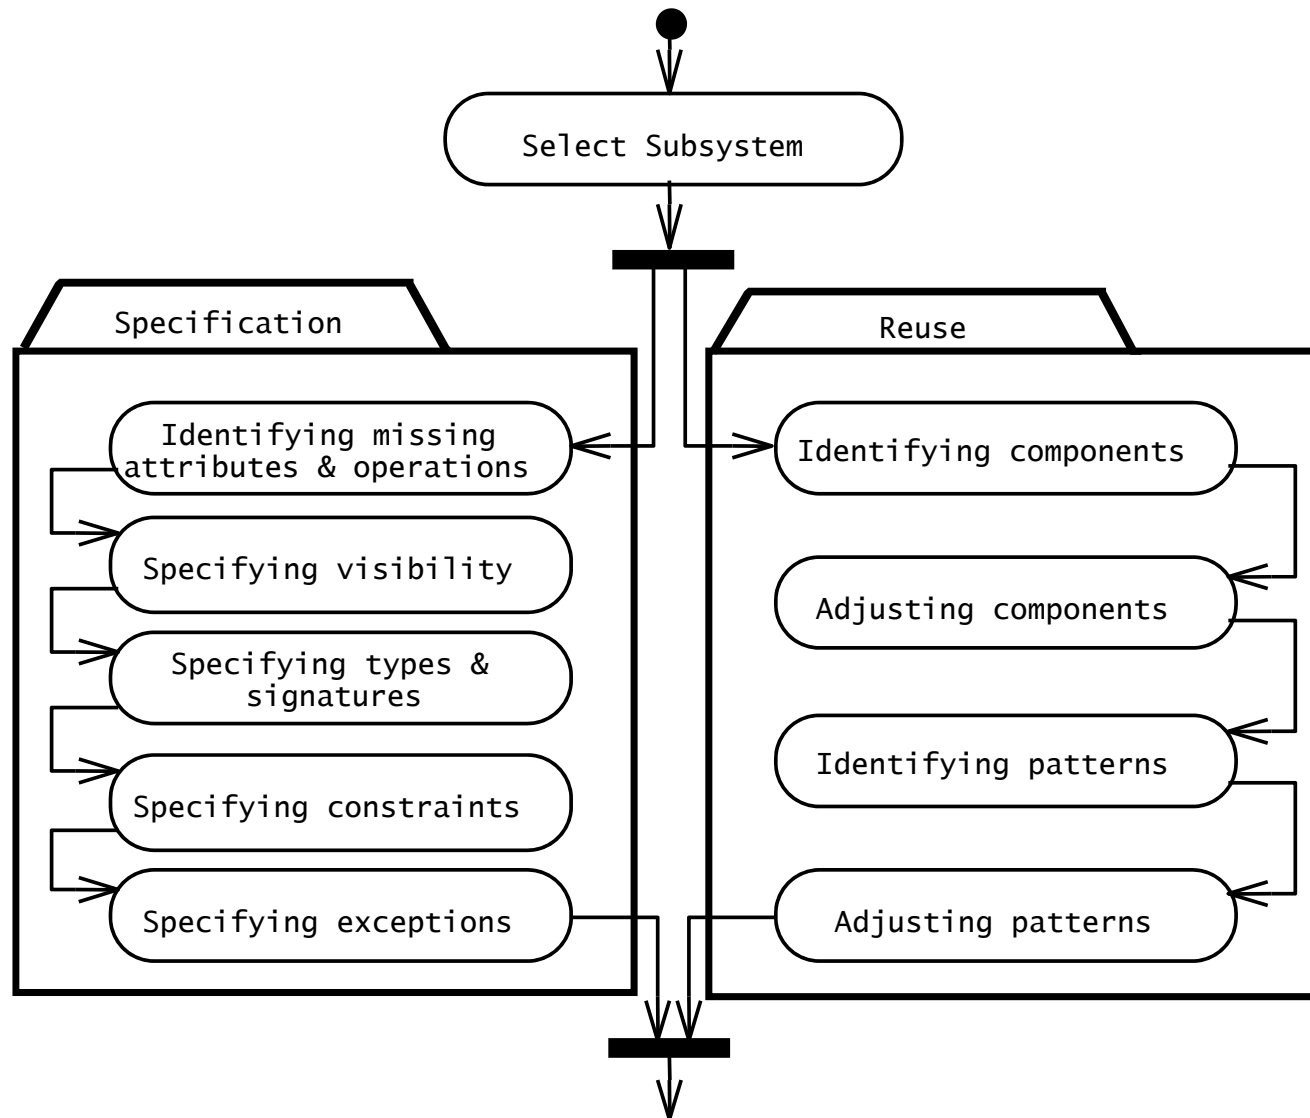 Select Subsystem
Specification
Identifying missing
attributes & operations
Specifying visibility
Specifying types &
signatures
Specifying constraints
Specifying exceptions
Reuse
Identifying components
Adjusting components
Identifying patterns
Adjusting patterns